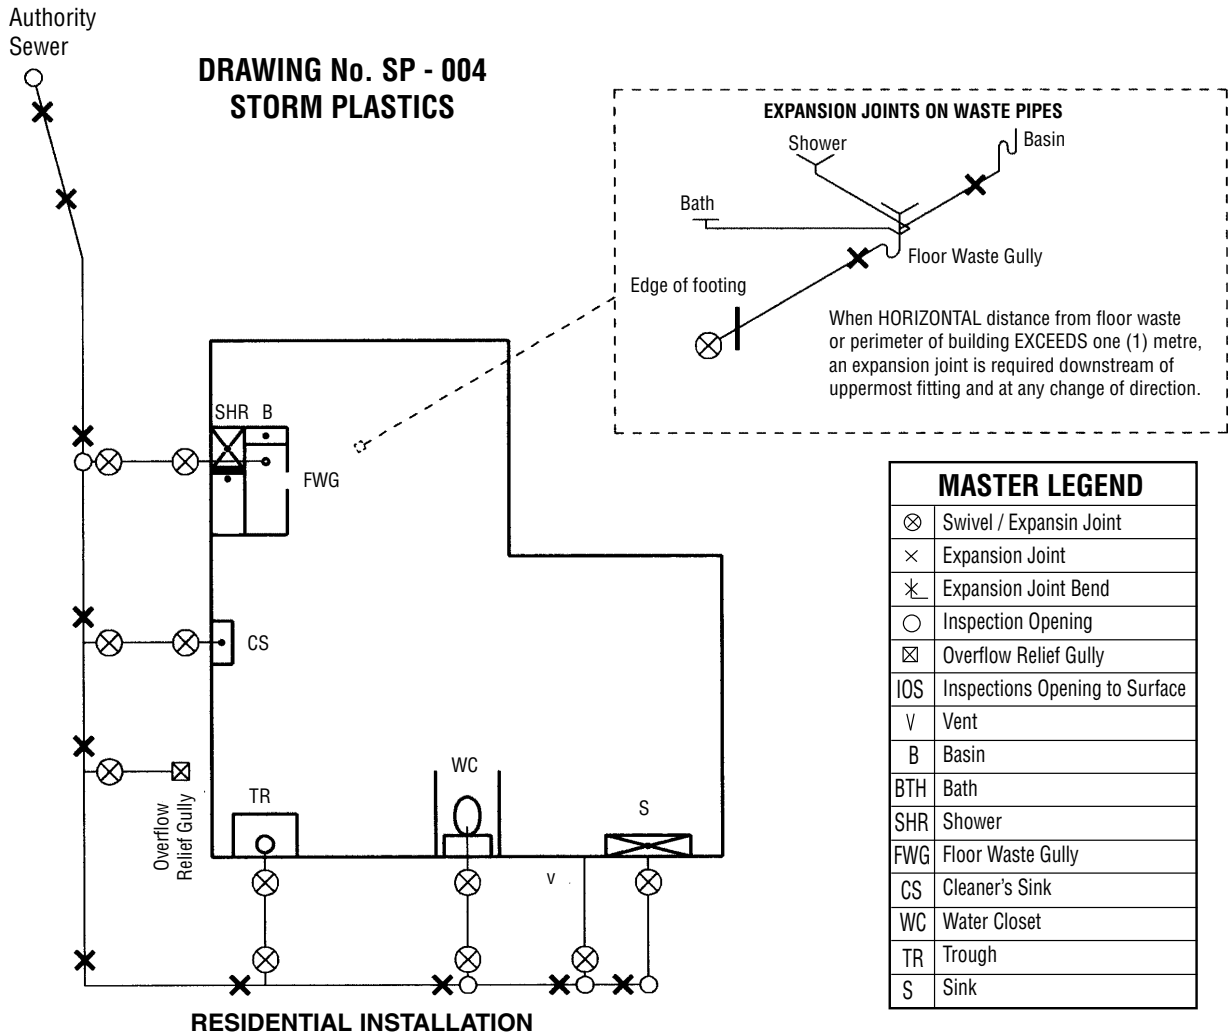 Authority
Sewer
DRAWING No. SP - 004
STORM PLASTICS
EXPANSION JOINTS ON WASTE PIPES
Shower
Basin
Bath
Floor Waste Gully
Edge of footing
When HORIZONTAL distance from floor waste
or perimeter of building EXCEEDS one (1) metre,
an expansion joint is required downstream of
uppermost fitting and at any change of direction.
SHR B
FWG
CS
Overflow
Relief Gully
TR
WC
S
V
RESIDENTIAL INSTALLATION
MASTER LEGEND
Swivel / Expansin Joint
Expansion Joint
Expansion Joint Bend
Inspection Opening
Overflow Relief Gully
IOS Inspections Opening to Surface
V Vent
B Basin
BTH Bath
SHR Shower
FWG Floor Waste Gully
CS Cleaner's Sink
WC Water Closet
TR Trough
S Sink